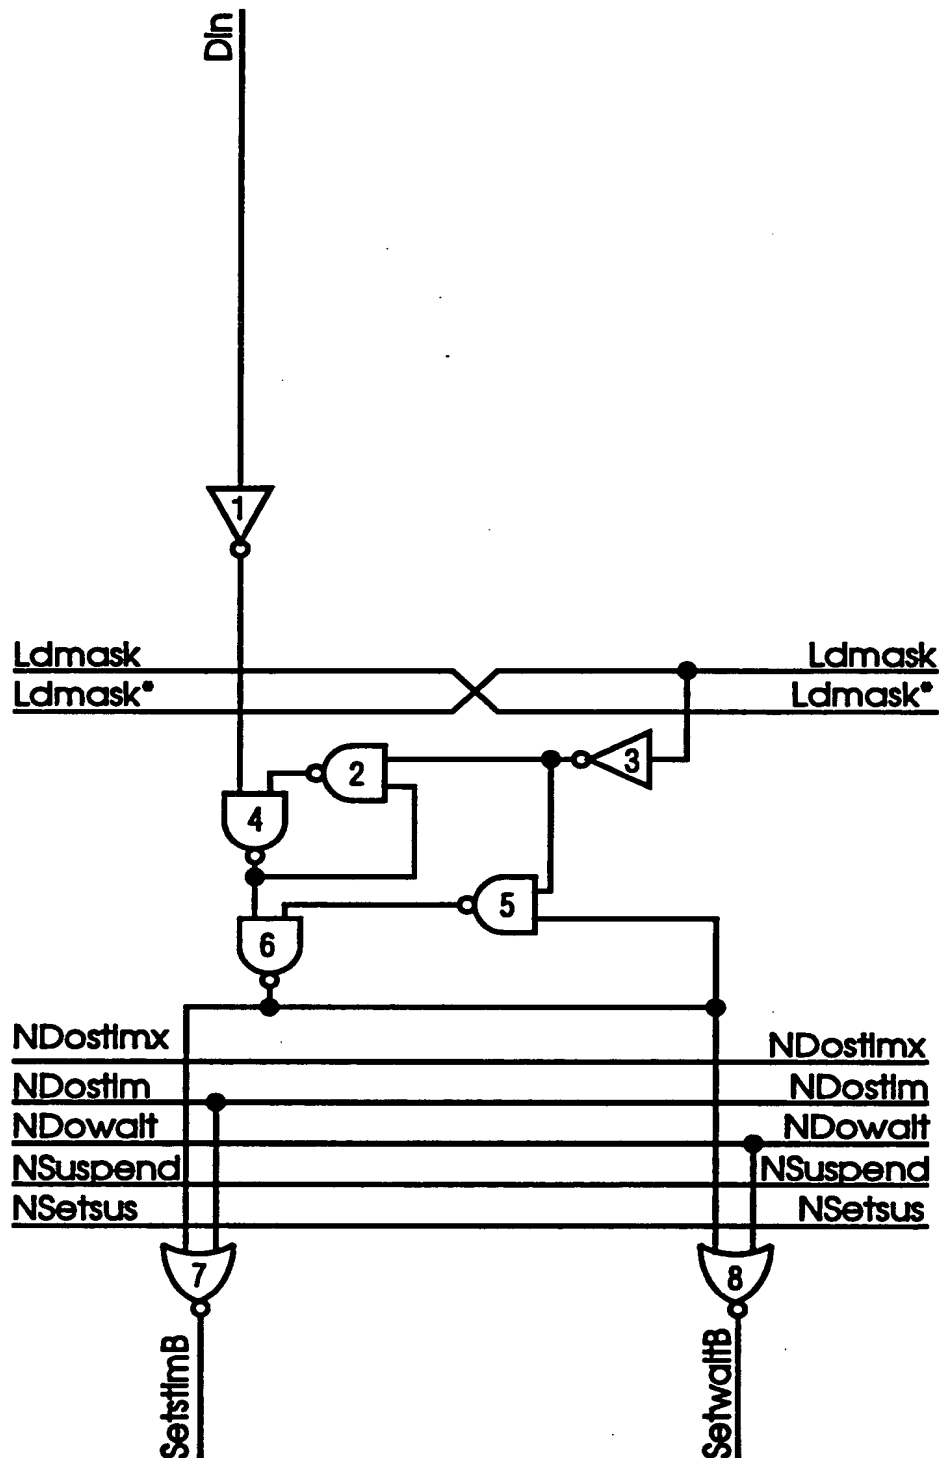 Din
1
Ldmask Ldmask
Ldmask* Ldmask*
3
2
4
5
6
NDostimx NDostimx
NDostim NDostim
NDowait NDowait
NSuspend NSuspend
NSetsus NSetsus
7 8
SetstimB SetwaitB